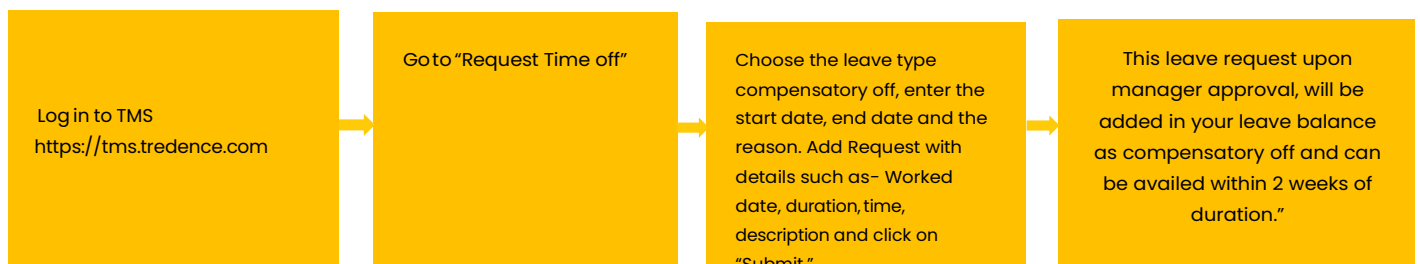 Log in to TMS
https://tms.tredence.com
Go to “Request Time off”
Choose the leave type
compensatory off, enter the
start date, end date and the
reason. Add Request with
details such as- Worked
date, duration, time,
description and click on
“Submit.”
This leave request upon
manager approval, will be
added in your leave balance
as compensatory off and can
be availed within 2 weeks of
duration.”